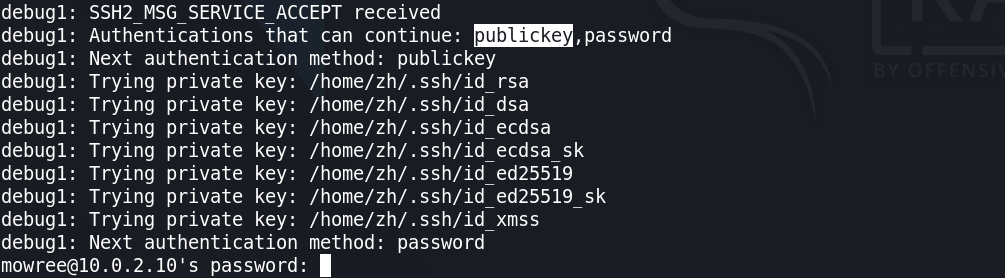 debug1: SSH2_MSG_SERVICE_ACCEPT received
debug1: Authentications that can continue: publickey,password
debug1: Next authentication method: publickey
debug1: Trying private key: /home/zh/.ssh/id_rsa
debug1: Trying private key: /home/zh/.ssh/id_dsa
debug1: Trying private key: /home/zh/.ssh/id_ecdsa
debug1: Trying private key: /home/zh/.ssh/id_ecdsa_sk
debug1: Trying private key: /home/zh/.ssh/id_ed25519
debug1: Trying private key: /home/zh/.ssh/id_ed25519_sk
debug1: Trying private key: /home/zh/.ssh/id_xmss
debug1: Next authentication method: password
mowree@10.0.2.10's password:
BY OFFENSIV